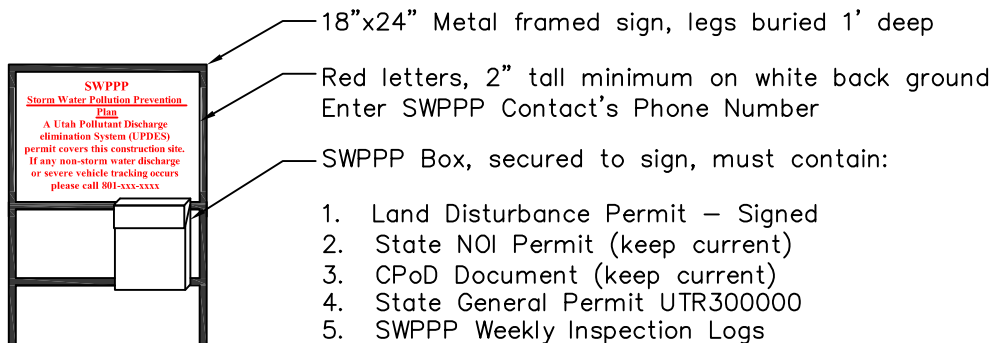 18"x24" Metal framed sign, legs buried 1' deep
Red letters, 2" tall minimum on white back ground
Enter SWPPP Contact's Phone Number
SWPPP
Storm Water Pollution Prevention
Plan
A Utah Pollutant Discharge
elimination System (UPDES)
permit covers this construction site.
If any non-storm water discharge
or severe vehicle tracking occurs
please call 801-xxx-xxxx
SWPPP Box, secured to sign, must contain:
1. Land Disturbance Permit – Signed
2. State NOI Permit (keep current)
3. CPoD Document (keep current)
4. State General Permit UTR300000
5. SWPPP Weekly Inspection Logs